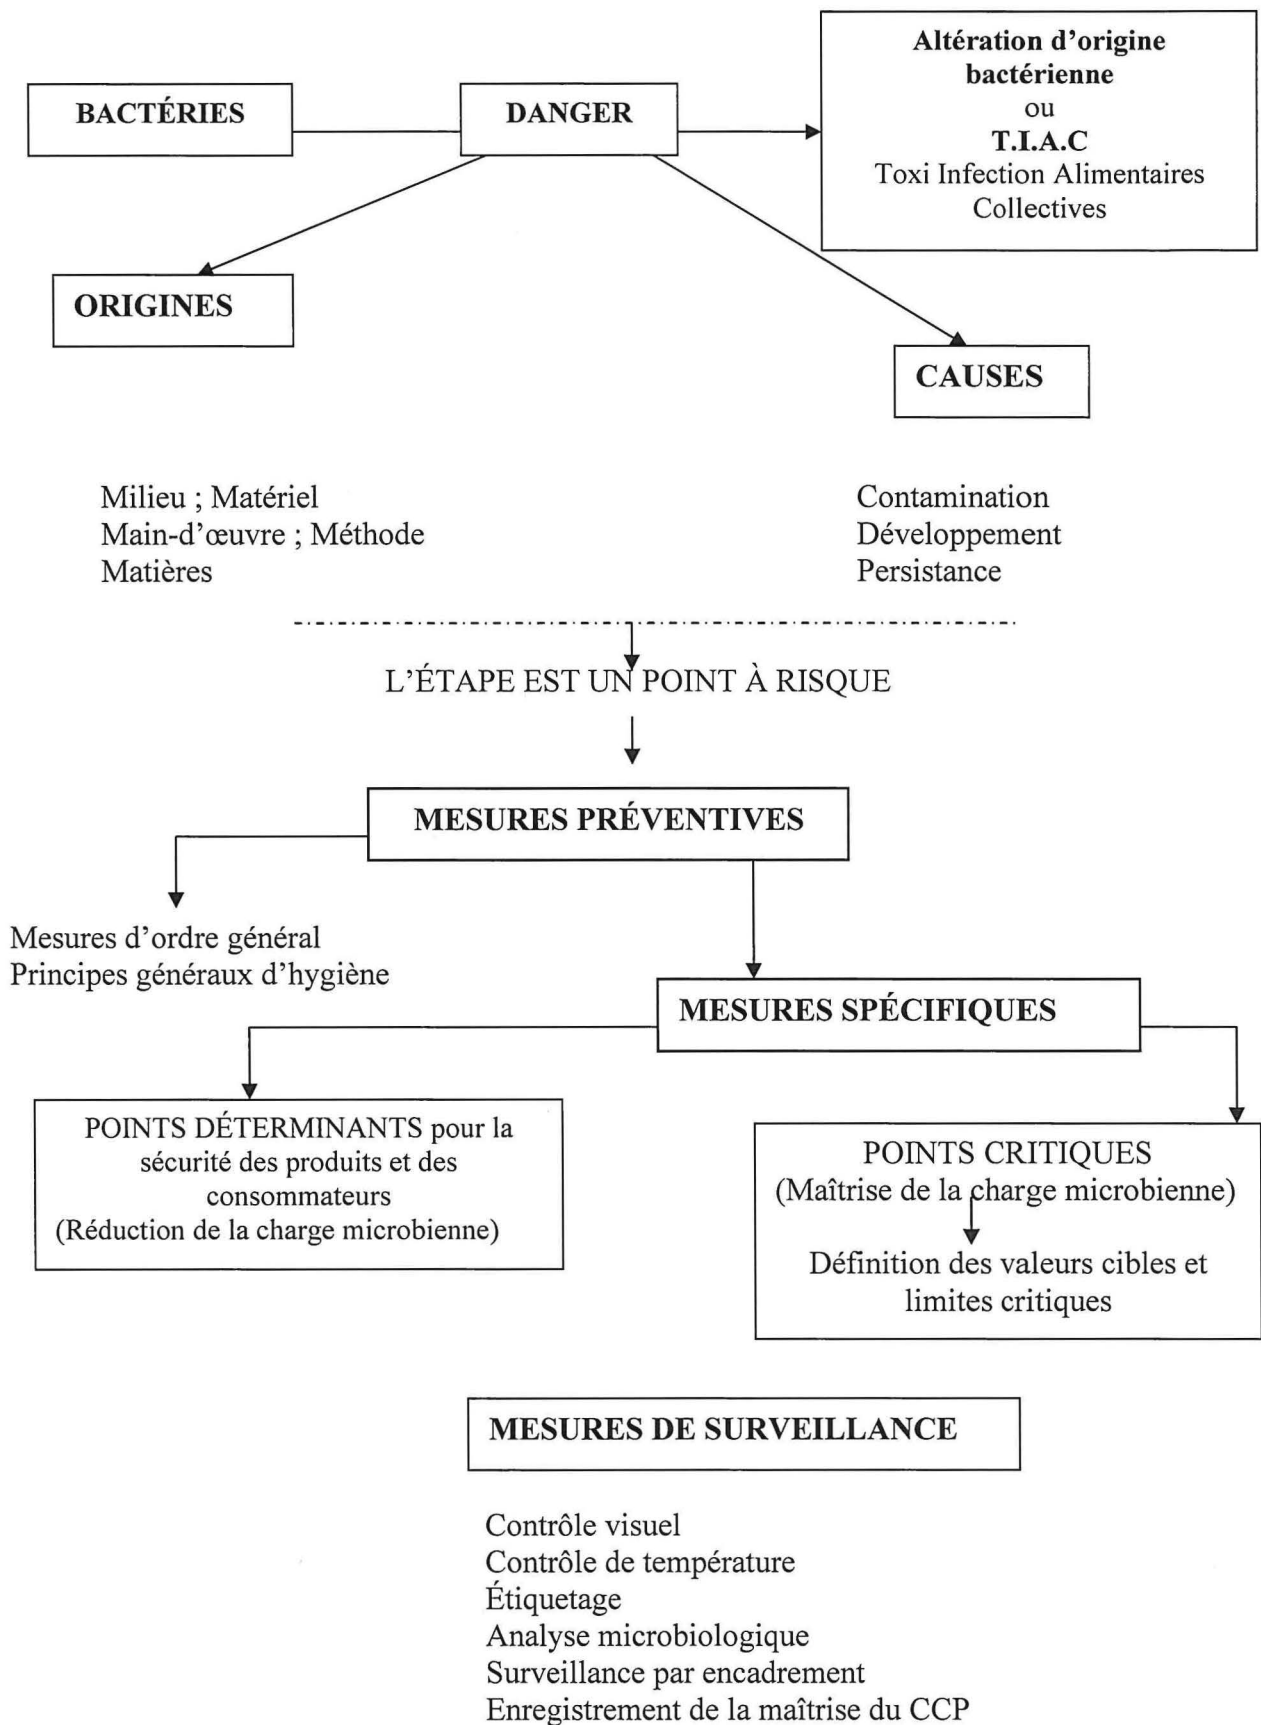 Altération d'origine
bactérienne
ou
T.I.A.C
Toxi Infection Alimentaires
Collectives
BACTÉRIES
DANGER
ORIGINES
CAUSES
Milieu ; Matériel
Main-d'œuvre ; Méthode
Matières
Contamination
Développement
Persistance
L'ÉTAPE EST UN POINT À RISQUE
MESURES PRÉVENTIVES
Mesures d'ordre général
Principes généraux d'hygiène
MESURES SPÉCIFIQUES
POINTS DÉTERMINANTS pour la
sécurité des produits et des
consommateurs
(Réduction de la charge microbienne)
POINTS CRITIQUES
(Maîtrise de la charge microbienne)
Définition des valeurs cibles et
limites critiques
MESURES DE SURVEILLANCE
Contrôle visuel
Contrôle de température
Étiquetage
Analyse microbiologique
Surveillance par encadrement
Enregistrement de la maîtrise du CCP